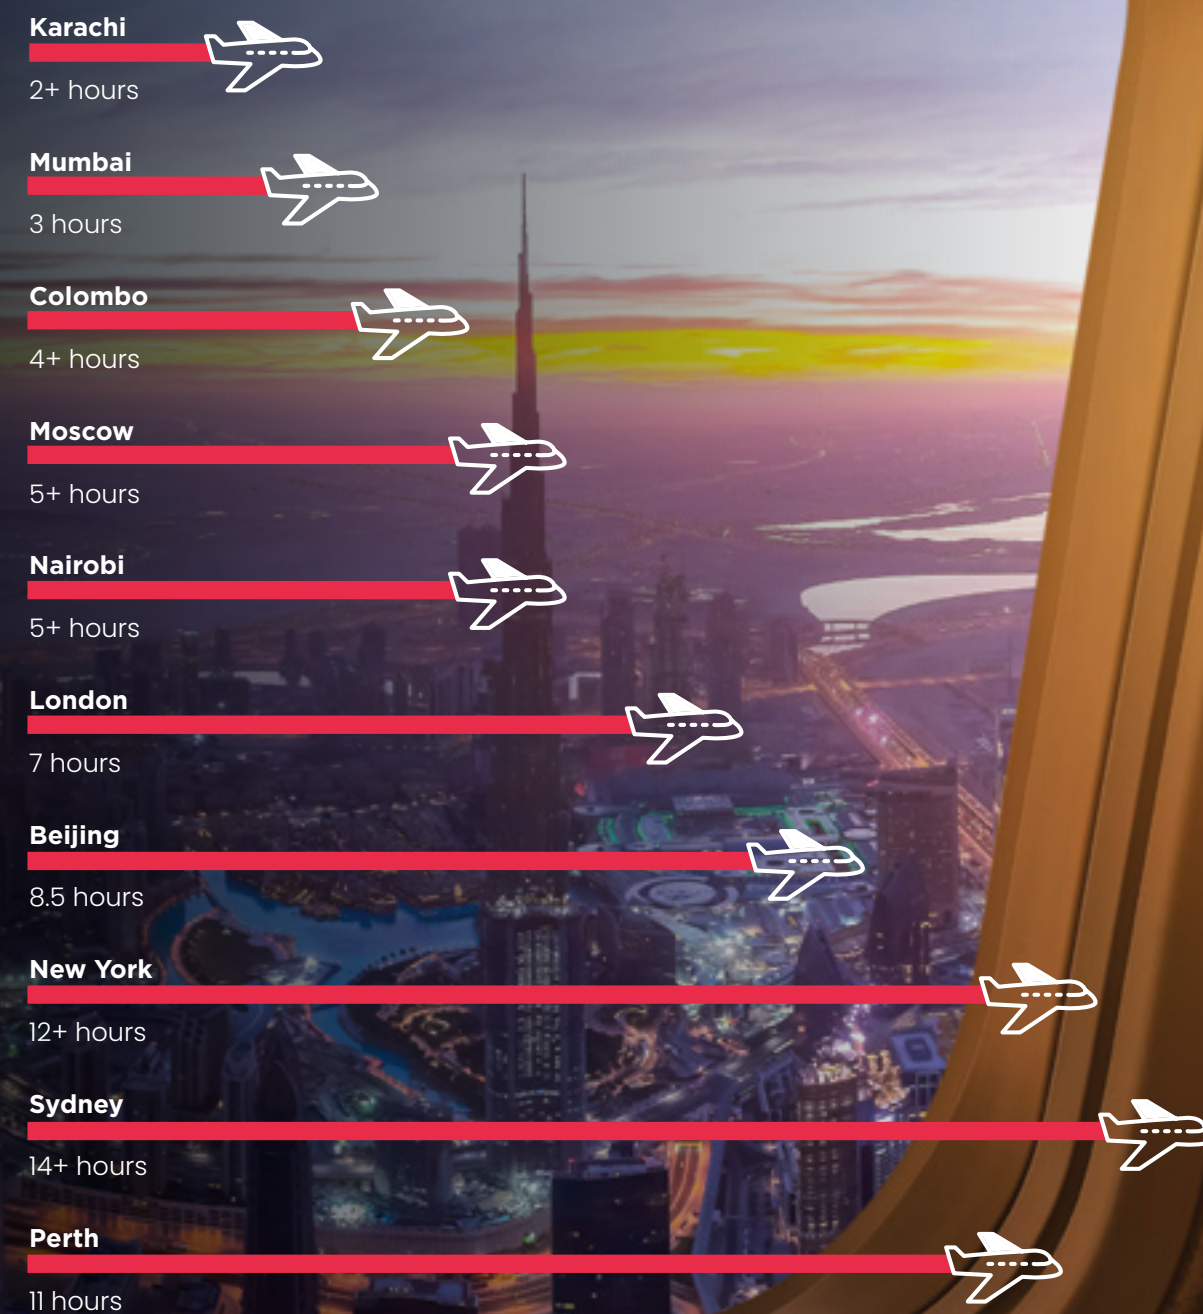 Karachi
2+ hours
Mumbai
3 hours
Colombo
4+ hours
Moscow
5+ hours
Nairobi
5+ hours
London
7 hours
Beijing
8.5 hours
New York
12+ hours
Sydney
14+ hours
Perth
11 hours